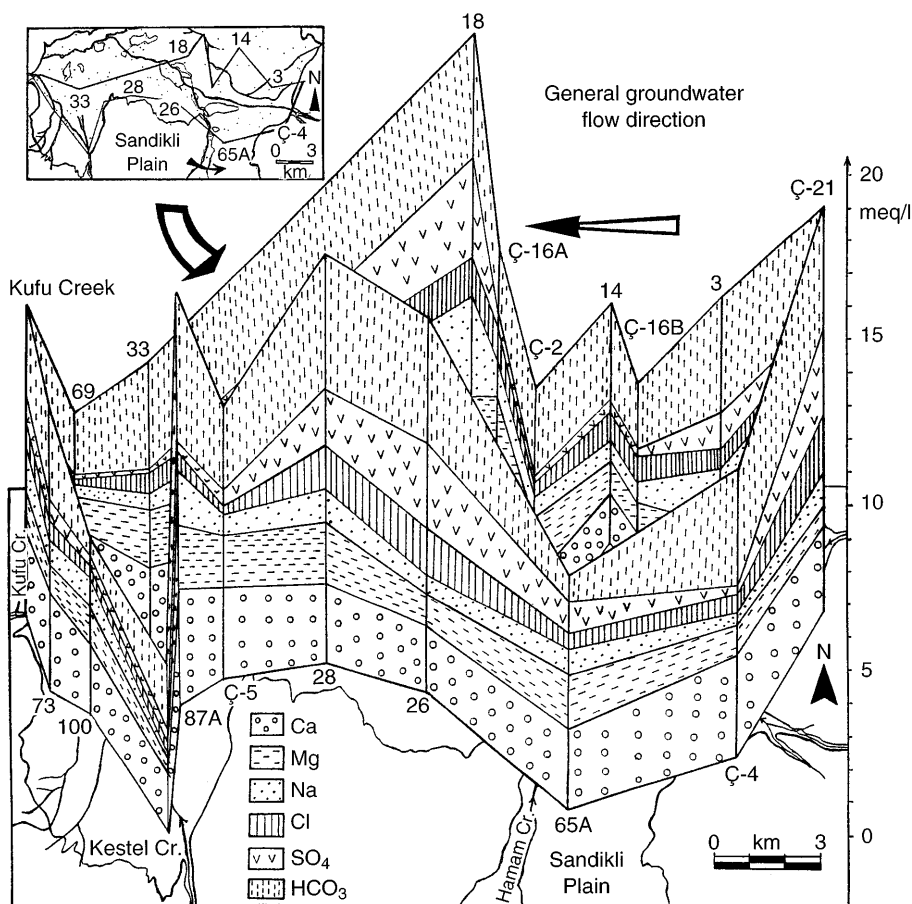 18
14
3
N
33
28
26
Sandikli
Plain
65A
Ç-4
0 3
km
18
General groundwater
flow direction
20
meq/l
15
10
5
0
Ç-21
Ç-16A
3
14
Ç-16B
Ç-2
Kufu Creek
33
69
Kufu Cr.
73
100
87A
Ç-5
28
26
65A
Ç-4
N
Kestel Cr.
Hamam Cr.
Sandikli
Plain
0 km 3
Ca
Mg
Na
Cl
SO₄
HCO₃